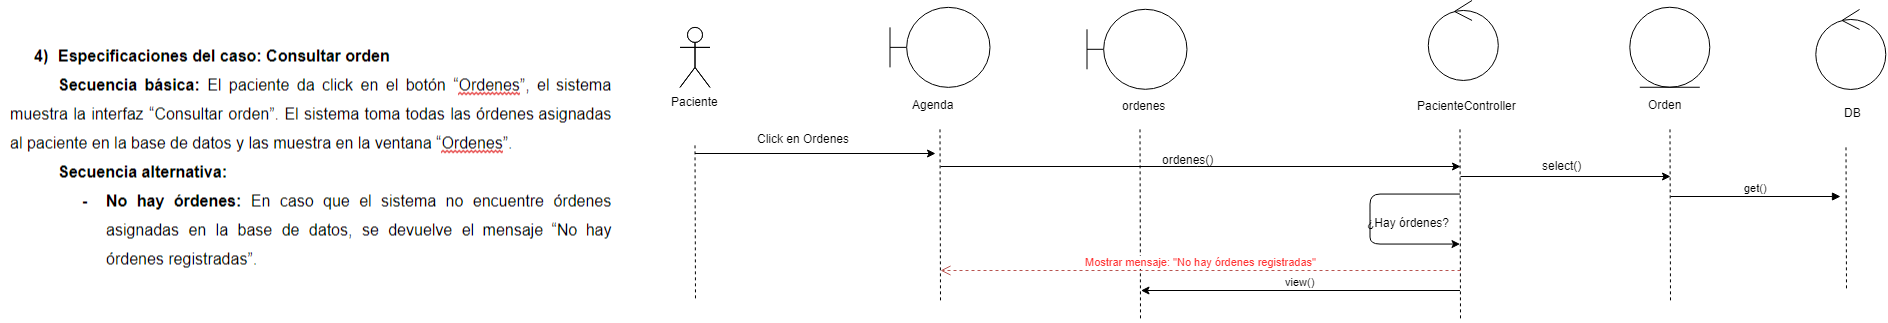 4) Especificaciones del caso: Consultar orden
Secuencia básica: El paciente da click en el botón “Ordenes”, el sistema
muestra la interfaz “Consultar orden”. El sistema toma todas las órdenes asignadas
al paciente en la base de datos y las muestra en la ventana “Ordenes”.
Secuencia alternativa:
- No hay órdenes: En caso que el sistema no encuentre órdenes
asignadas en la base de datos, se devuelve el mensaje “No hay
órdenes registradas”.
Paciente
Agenda
ordenes
PacienteController
Orden
DB
Click en Ordenes
ordenes()
select()
get()
¿Hay órdenes?
Mostrar mensaje: "No hay órdenes registradas"
view()